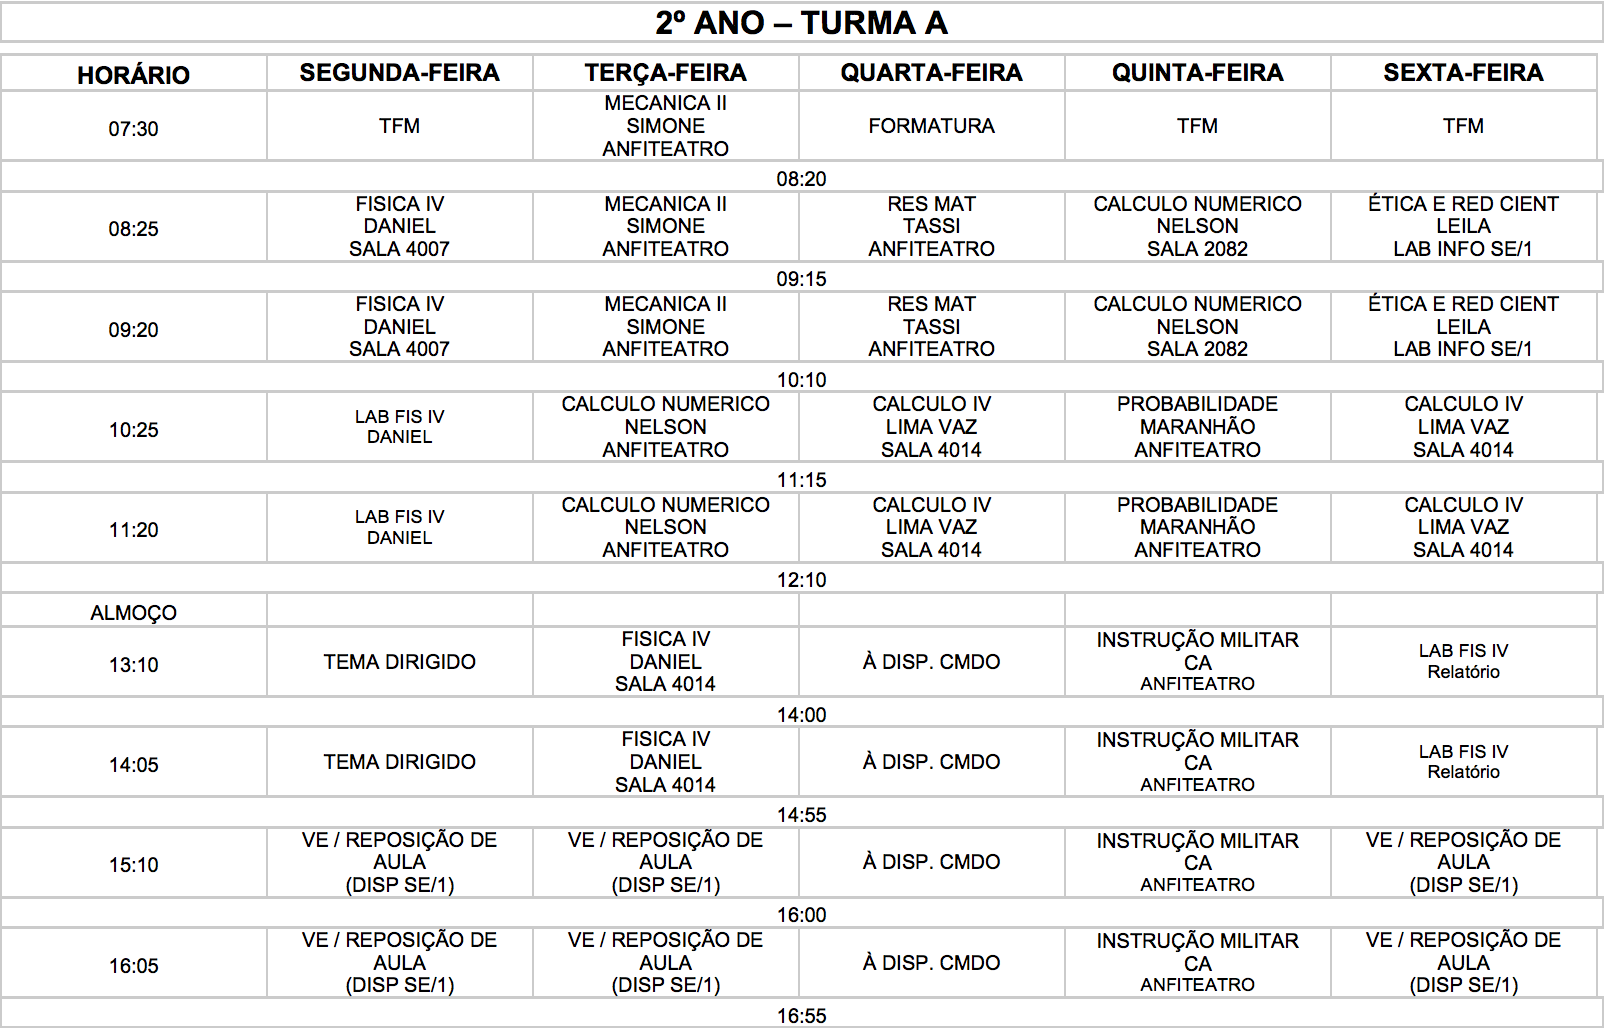 2º ANO – TURMA A
HORÁRIO SEGUNDA-FEIRA TERÇA-FEIRA QUARTA-FEIRA QUINTA-FEIRA SEXTA-FEIRA
07:30
TFM
MECANICA II
SIMONE
ANFITEATRO
FORMATURA
TFM
TFM
08:20
08:25
FISICA IV
DANIEL
SALA 4007
MECANICA II
SIMONE
ANFITEATRO
RES MAT
TASSI
ANFITEATRO
CALCULO NUMERICO
NELSON
SALA 2082
ÉTICA E RED CIENT
LEILA
LAB INFO SE/1
09:15
09:20
FISICA IV
DANIEL
SALA 4007
MECANICA II
SIMONE
ANFITEATRO
RES MAT
TASSI
ANFITEATRO
CALCULO NUMERICO
NELSON
SALA 2082
ÉTICA E RED CIENT
LEILA
LAB INFO SE/1
10:10
10:25
LAB FIS IV
DANIEL
CALCULO NUMERICO
NELSON
ANFITEATRO
CALCULO IV
LIMA VAZ
SALA 4014
PROBABILIDADE
MARANHÃO
ANFITEATRO
CALCULO IV
LIMA VAZ
SALA 4014
11:15
11:20
LAB FIS IV
DANIEL
CALCULO NUMERICO
NELSON
ANFITEATRO
CALCULO IV
LIMA VAZ
SALA 4014
PROBABILIDADE
MARANHÃO
ANFITEATRO
CALCULO IV
LIMA VAZ
SALA 4014
12:10
ALMOÇO
13:10
TEMA DIRIGIDO
FISICA IV
DANIEL
SALA 4014
À DISP. CMDO
INSTRUÇÃO MILITAR
CA
ANFITEATRO
LAB FIS IV
Relatório
14:00
14:05
TEMA DIRIGIDO
FISICA IV
DANIEL
SALA 4014
À DISP. CMDO
INSTRUÇÃO MILITAR
CA
ANFITEATRO
LAB FIS IV
Relatório
14:55
15:10
VE / REPOSIÇÃO DE
AULA
(DISP SE/1)
VE / REPOSIÇÃO DE
AULA
(DISP SE/1)
À DISP. CMDO
INSTRUÇÃO MILITAR
CA
ANFITEATRO
VE / REPOSIÇÃO DE
AULA
(DISP SE/1)
16:00
16:05
VE / REPOSIÇÃO DE
AULA
(DISP SE/1)
VE / REPOSIÇÃO DE
AULA
(DISP SE/1)
À DISP. CMDO
INSTRUÇÃO MILITAR
CA
ANFITEATRO
VE / REPOSIÇÃO DE
AULA
(DISP SE/1)
16:55